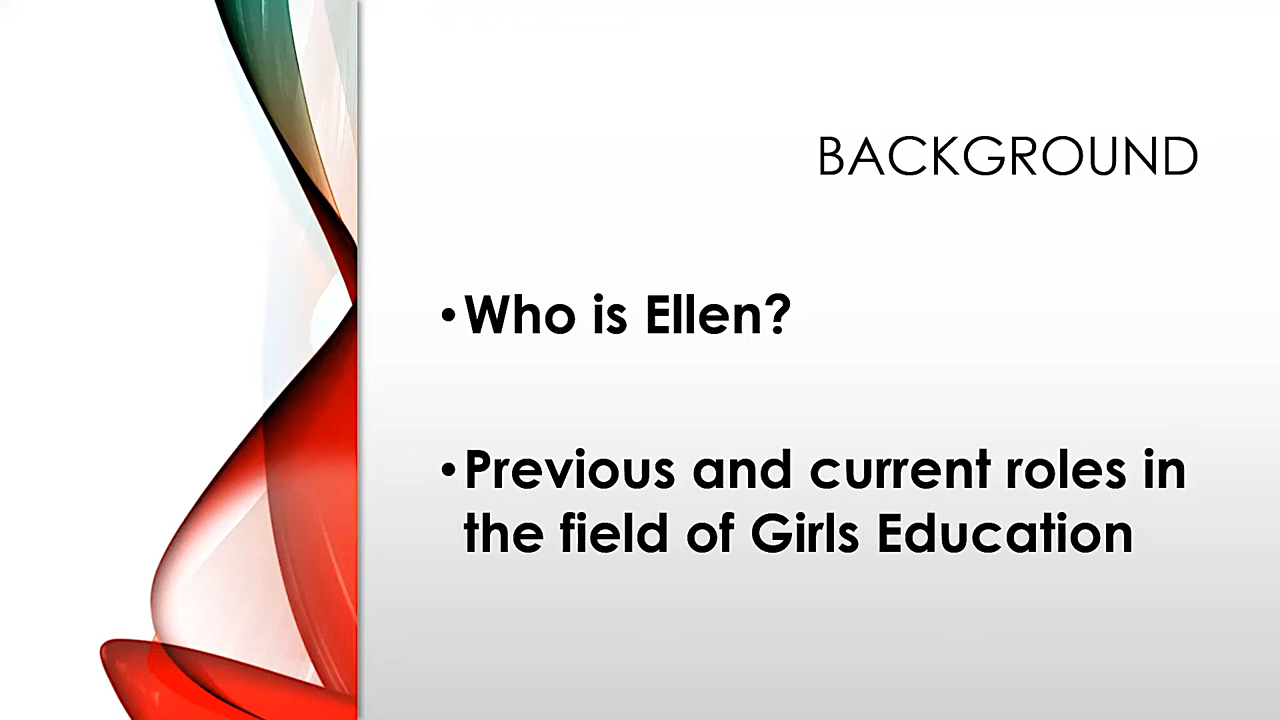 BACKGROUND
•Who is Ellen?
•Previous and current roles in
the field of Girls Education